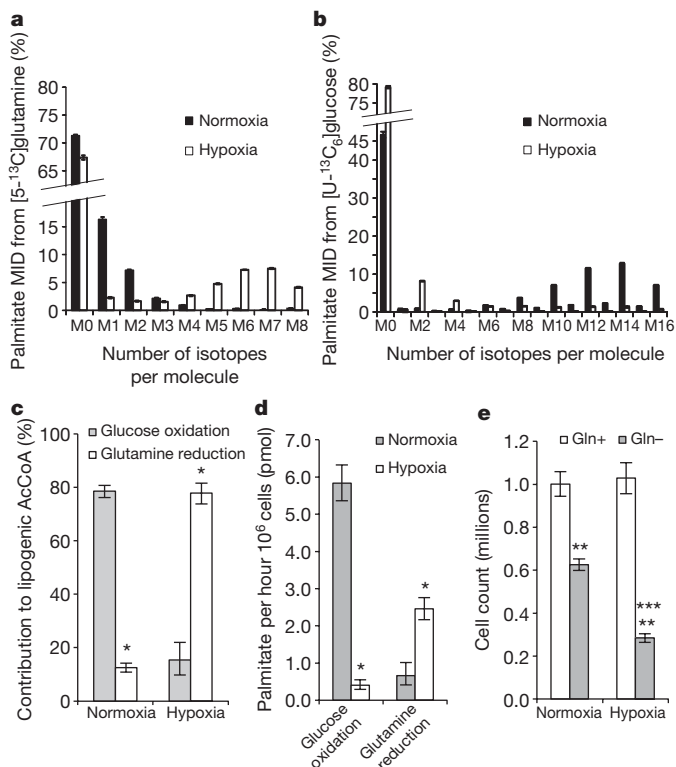 a
Palmitate MID from [5-¹³C]glutamine (%)
80
75
70
65
15
10
5
0
Normoxia
Hypoxia
M0 M1 M2 M3 M4 M5 M6 M7 M8
Number of isotopes
per molecule
b
Palmitate MID from [U-¹³C₆]glucose (%)
80
75
45
40
30
20
10
0
Normoxia
Hypoxia
M0 M2 M4 M6 M8 M10 M12 M14 M16
Number of isotopes per molecule
c
Contribution to lipogenic AcCoA (%)
100
80
60
40
20
0
Glucose oxidation
Glutamine reduction
*
*
Normoxia Hypoxia
d
Palmitate per hour 10⁶ cells (pmol)
7.0
6.0
5.0
4.0
3.0
2.0
1.0
0.0
Normoxia
Hypoxia
*
*
Glucose
oxidation
Glutamine
reduction
e
Gln+ Gln–
Cell count (millions)
1.2
1.0
0.8
0.6
0.4
0.2
0.0
**
***
**
Normoxia Hypoxia